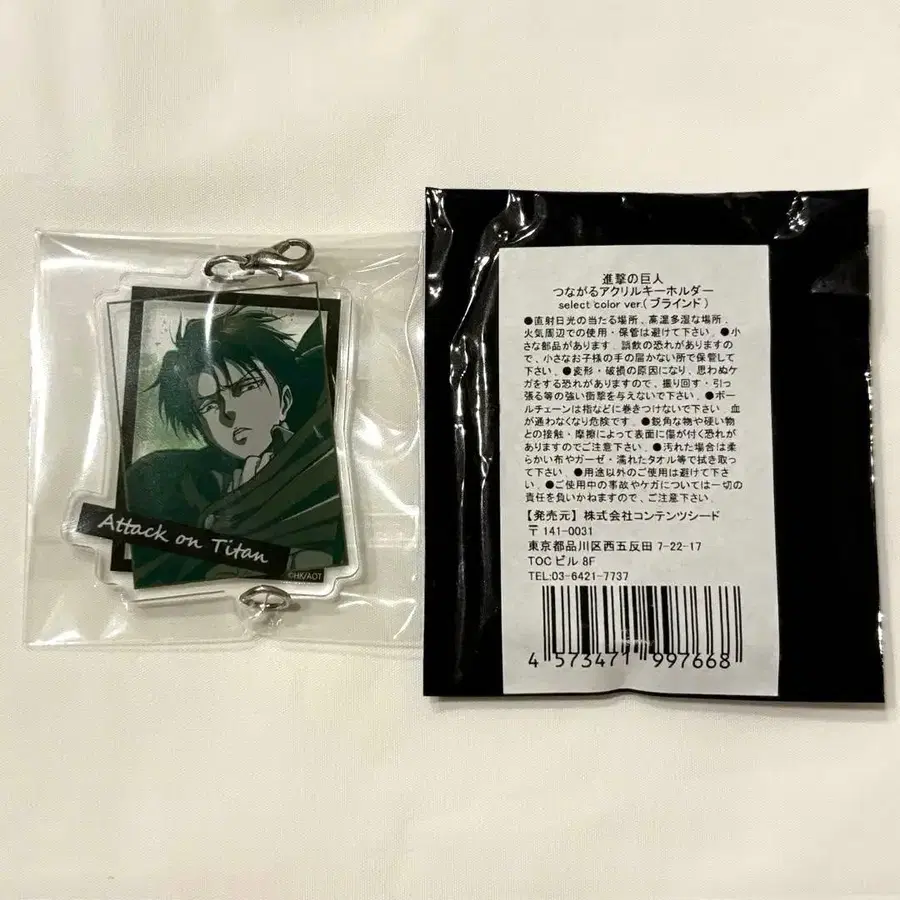 Attack on Titan
©HK/AOT
進撃の巨人
つながるアクリルキーホルダー
select color ver.(ブラインド)
●直射日光の当たる場所、高温多湿な場所、
火気周辺での使用・保管は避けて下さい。●小
さな部品があります。誤飲の恐れがありますの
で、小さなお子様の手の届かない所で保管して
下さい。●変形・破損の原因になり、思わぬケ
ガをする恐れがありますので、振り回す・引っ
張る等の強い衝撃を与えないで下さい。●ボー
ルチェーンは指などに巻きつけないで下さい。血
が通わなくなり危険です。●鋭角な物や硬い物
との接触・摩擦によって表面に傷が付く恐れが
ありますのでご注意下さい。●汚れた場合は柔
らかい布やガーゼ・濡れたタオル等で拭き取っ
て下さい。●用途以外のご使用は避けて下さ
い。●ご使用中の事故やケガについては一切の
責任を負いかねますので、ご注意下さい。
【発売元】株式会社コンテンツシード
〒141-0031
東京都品川区西五反田 7-22-17
TOCビル 8F
TEL:03-6421-7737
4 573471 997668